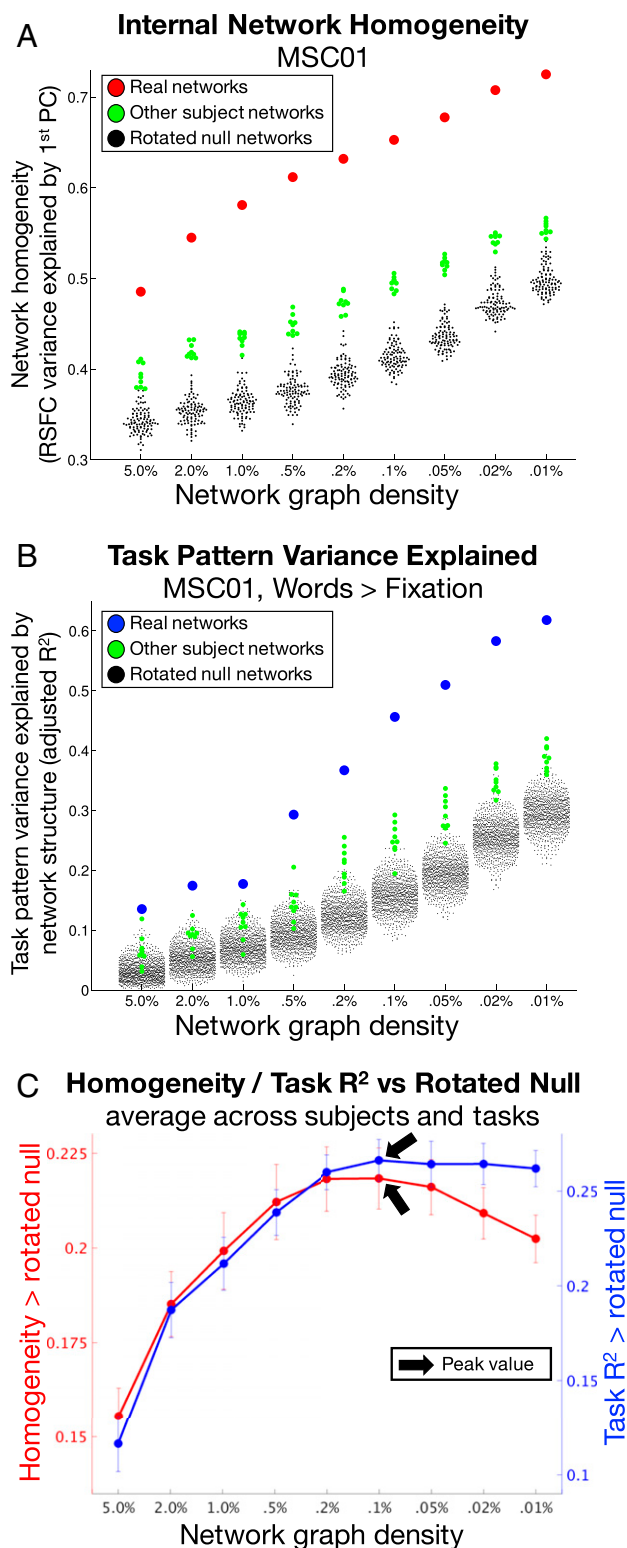 A
Internal Network Homogeneity
MSC01
Real networks
Other subject networks
Rotated null networks
Network homogeneity
(RSFC variance explained by 1st PC)
0.7
0.6
0.5
0.4
0.3
5.0% 2.0% 1.0% .5% .2% .1% .05% .02% .01%
Network graph density
B
Task Pattern Variance Explained
MSC01, Words > Fixation
Real networks
Other subject networks
Rotated null networks
Task pattern variance explained by
network structure (adjusted R²)
0.6
0.5
0.4
0.3
0.2
0.1
0
5.0% 2.0% 1.0% .5% .2% .1% .05% .02% .01%
Network graph density
C
Homogeneity / Task R² vs Rotated Null
average across subjects and tasks
Homogeneity > rotated null
0.225
0.2
0.175
0.15
Peak value
Task R² > rotated null
0.25
0.2
0.15
0.1
5.0% 2.0% 1.0% .5% .2% .1% .05% .02% .01%
Network graph density